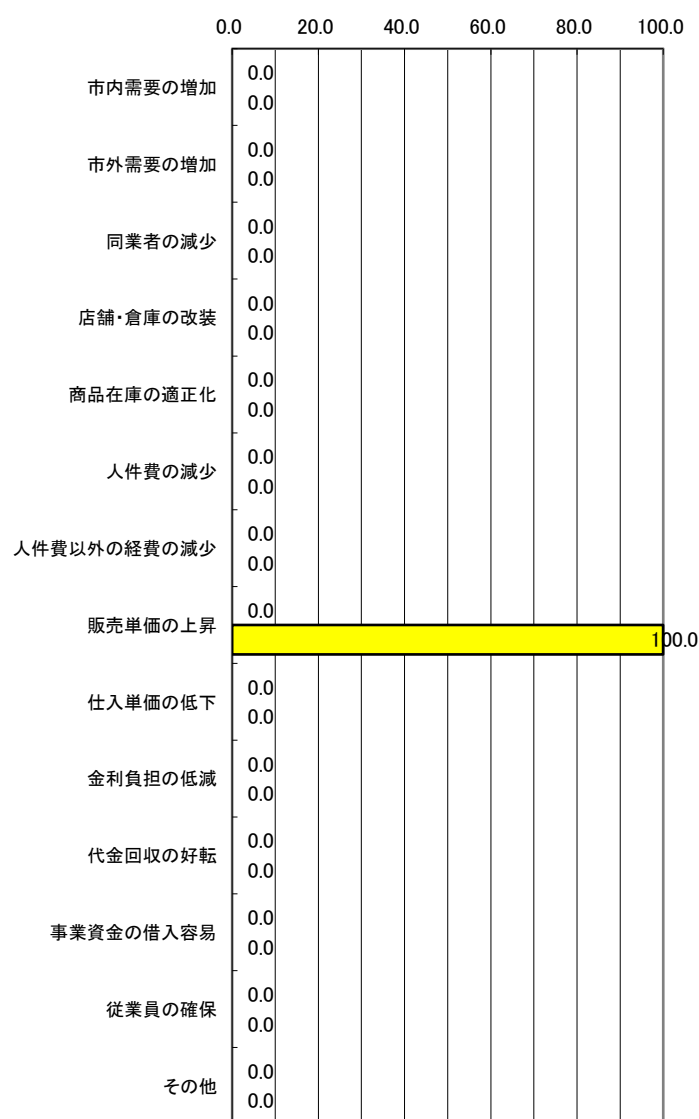 0.0 20.0 40.0 60.0 80.0 100.0
市内需要の増加
0.0
0.0
市外需要の増加
0.0
0.0
同業者の減少
0.0
0.0
店舗・倉庫の改装
0.0
0.0
商品在庫の適正化
0.0
0.0
人件費の減少
0.0
0.0
人件費以外の経費の減少
0.0
0.0
販売単価の上昇
0.0
100.0
仕入単価の低下
0.0
0.0
金利負担の低減
0.0
0.0
代金回収の好転
0.0
0.0
事業資金の借入容易
0.0
0.0
従業員の確保
0.0
0.0
その他
0.0
0.0